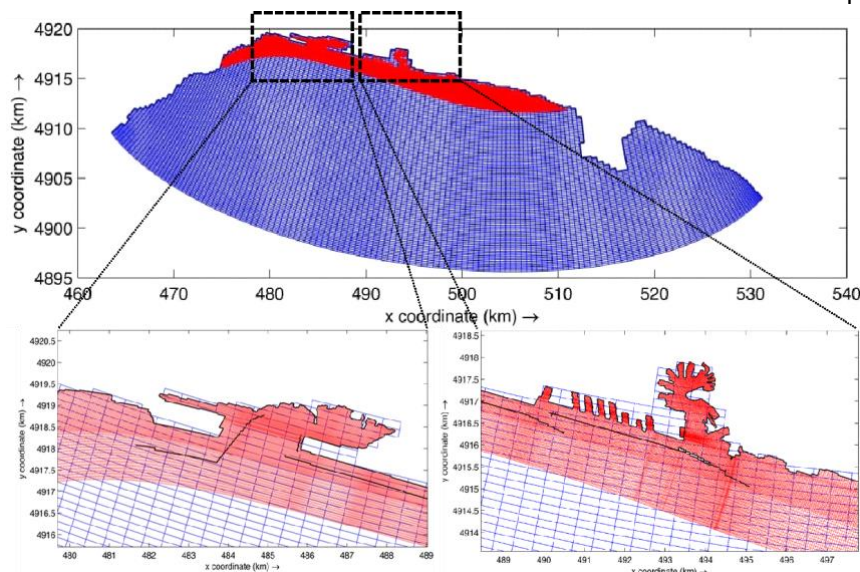 4920
4915
4910
4905
4900
4895
y coordinate (km) →
460 470 480 490 500 510 520 530 540
x coordinate (km) →
4920.5
4920
4919.5
4919
4918.5
4918
4917.5
4917
4916.5
4916
y coordinate (km) →
480 481 482 483 484 485 486 487 488 489
x coordinate (km) →
4918.5
4918
4917.5
4917
4916.5
4916
4915.5
4915
4914.5
4914
y coordinate (km) →
489 490 491 492 493 494 495 496 497
x coordinate (km) →